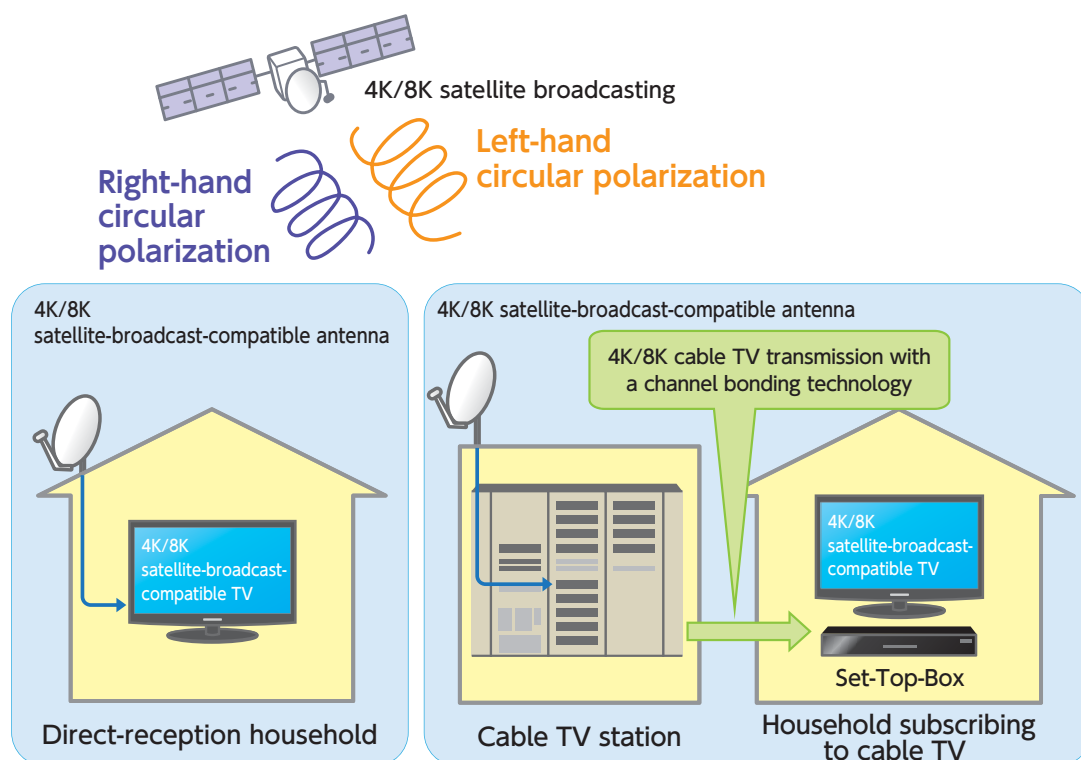 4K/8K satellite broadcasting
Left-hand
circular polarization
Right-hand
circular
polarization
4K/8K
satellite-broadcast-compatible antenna
4K/8K
satellite-broadcast-
compatible TV
Direct-reception household
4K/8K satellite-broadcast-compatible antenna
4K/8K cable TV transmission with
a channel bonding technology
4K/8K
satellite-broadcast-
compatible TV
Set-Top-Box
Cable TV station
Household subscribing
to cable TV